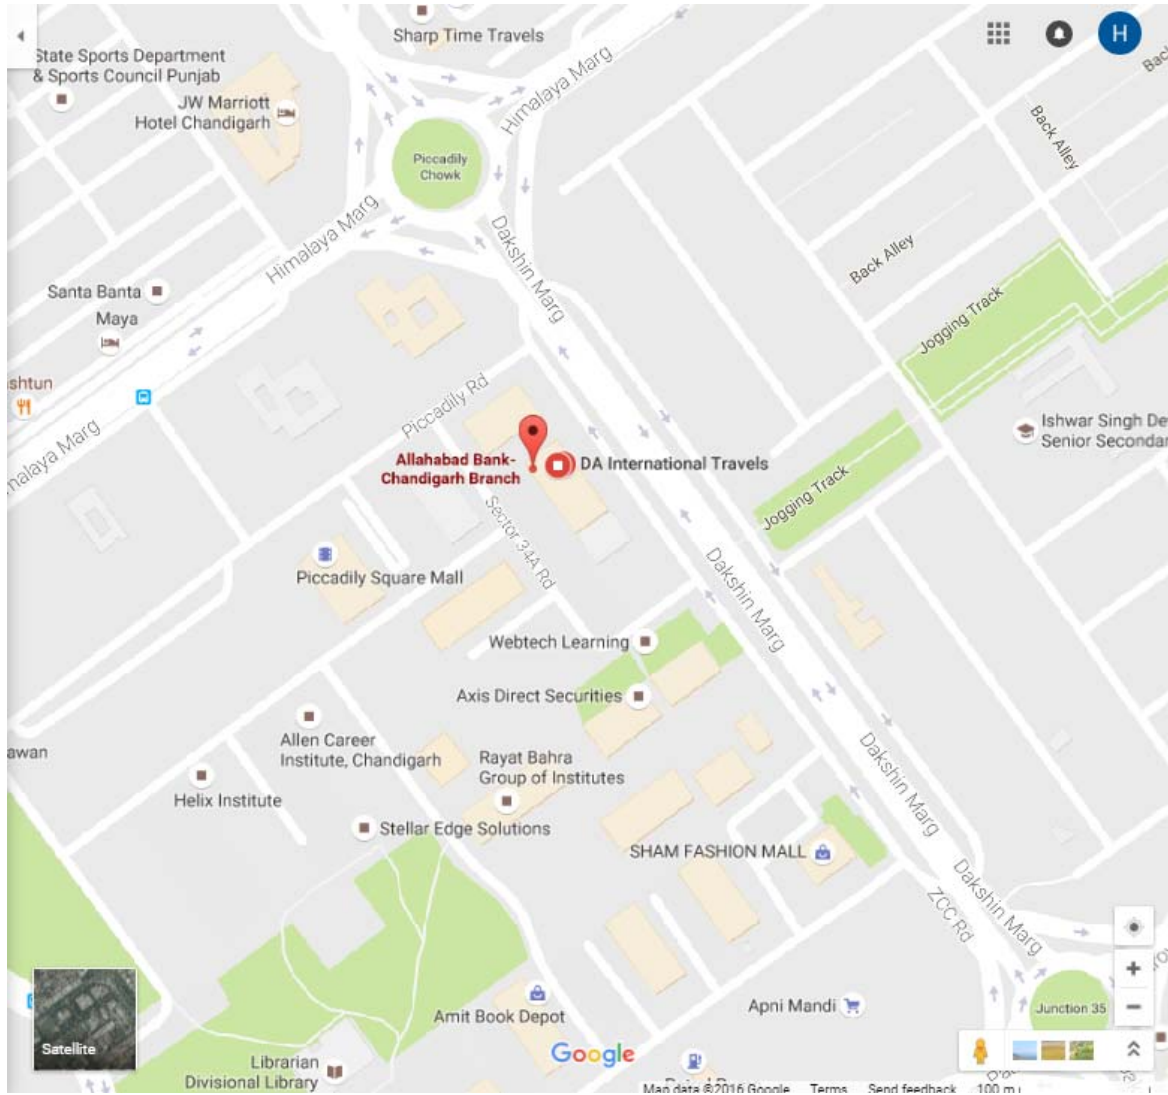 Sharp Time Travels
H
State Sports Department
& Sports Council Punjab
JW Marriott
Hotel Chandigarh
Himalaya Marg
Back Alley
Piccadily
Chowk
Himalaya Marg
Dakshin Marg
Back Alley
Santa Banta
Maya
Jogging Track
shtun
Piccadily Rd
Himalaya Marg
Ishwar Singh De
Senior Secondar
Allahabad Bank-
Chandigarh Branch
DA International Travels
Jogging Track
Sector 34A Rd
Piccadily Square Mall
Dakshin Marg
Webtech Learning
Axis Direct Securities
Allen Career
Institute, Chandigarh
awan
Rayat Bahra
Group of Institutes
Dakshin Marg
Helix Institute
Stellar Edge Solutions
SHAM FASHION MALL
Dakshin Marg
ZCC Rd
Apni Mandi
Junction 35
Amit Book Depot
Satellite
Google
Librarian
Divisional Library
Map data ©2016 Google
Terms
Send feedback
100 m